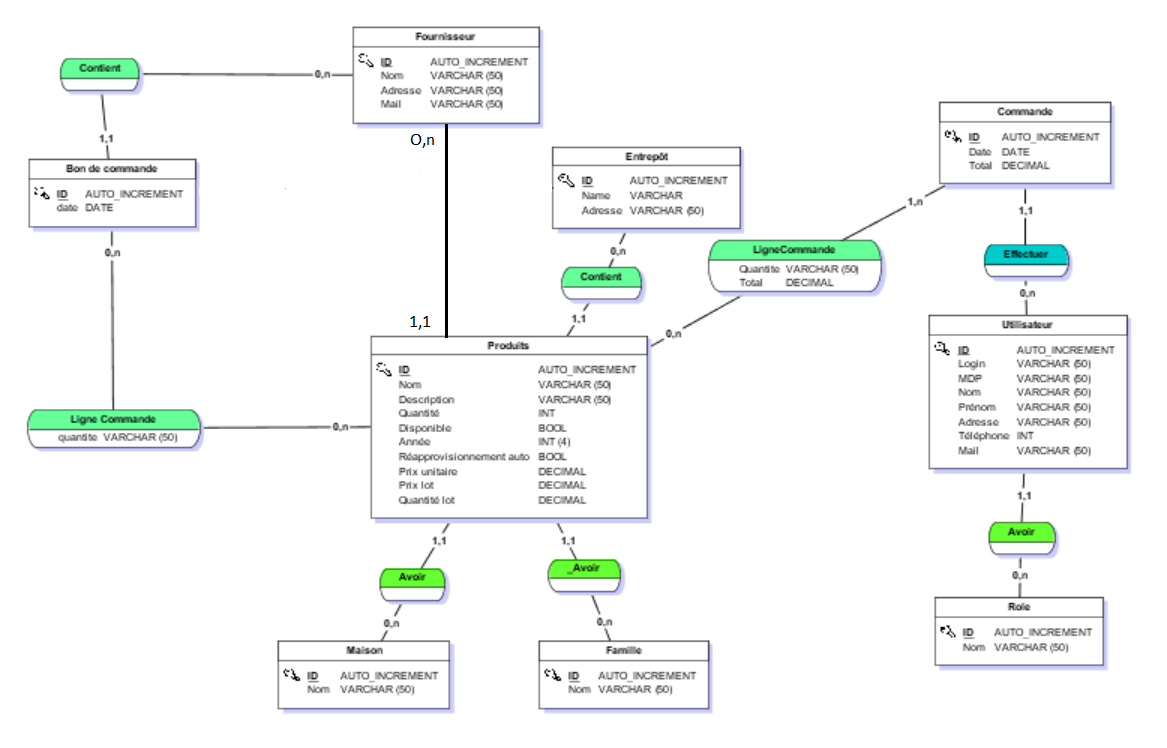 Fournisseur
ID AUTO_INCREMENT
Nom VARCHAR (50)
Adresse VARCHAR (50)
Mail VARCHAR (50)
Contient
0,n
1,1
O,n
1,1
Bon de commande
ID AUTO_INCREMENT
date DATE
0,n
Ligne Commande
quantite VARCHAR (50)
0,n
Entrepôt
ID AUTO_INCREMENT
Name VARCHAR
Adresse VARCHAR (50)
0,n
Contient
1,1
Commande
ID AUTO_INCREMENT
Date DATE
Total DECIMAL
1,n
1,1
LigneCommande
Quantite VARCHAR (50)
Total DECIMAL
0,n
Effectuer
0,n
Produits
ID AUTO_INCREMENT
Nom VARCHAR (50)
Description VARCHAR (50)
Quantité INT
Disponible BOOL
Année INT (4)
Réapprovisionnement auto BOOL
Prix unitaire DECIMAL
Prix lot DECIMAL
Quantité lot DECIMAL
Utilisateur
ID AUTO_INCREMENT
Login VARCHAR (50)
MDP VARCHAR (50)
Nom VARCHAR (50)
Prénom VARCHAR (50)
Adresse VARCHAR (50)
Téléphone INT
Mail VARCHAR (50)
1,1
Avoir
0,n
1,1
_Avoir
0,n
1,1
Avoir
0,n
Maison
ID AUTO_INCREMENT
Nom VARCHAR (50)
Famille
ID AUTO_INCREMENT
Nom VARCHAR (50)
Role
ID AUTO_INCREMENT
Nom VARCHAR (50)